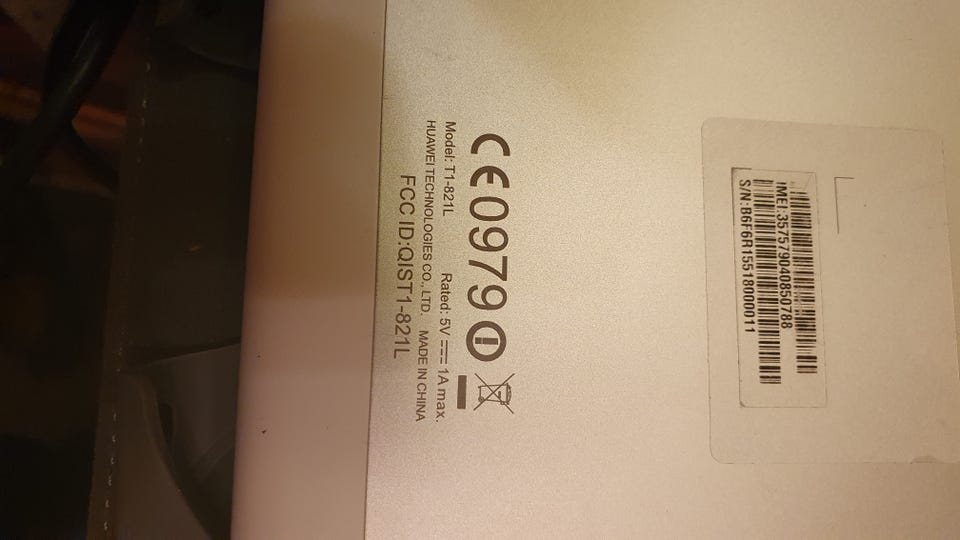 CE0979
Model: T1-821L Rated: 5V 1A max.
HUAWEI TECHNOLOGIES CO., LTD. MADE IN CHINA
FCC ID:QIST1-821L
IMEI:357579040850788
S/N:B6F6R15518000011